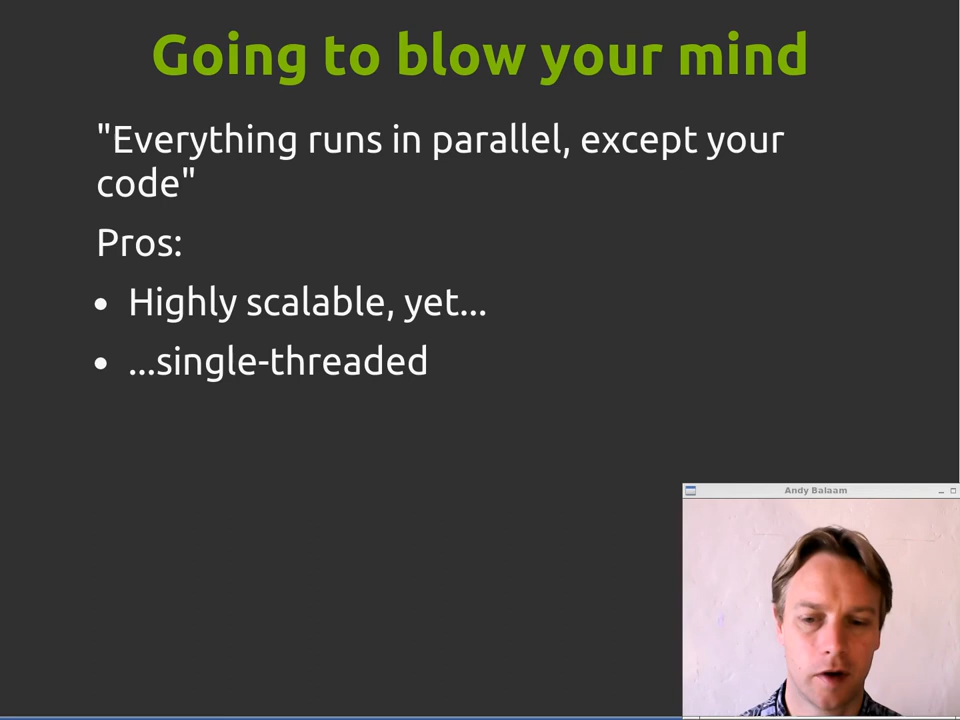 Going to blow your mind
"Everything runs in parallel, except your
code"
Pros:
• Highly scalable, yet...
• ...single-threaded
Andy Balaam